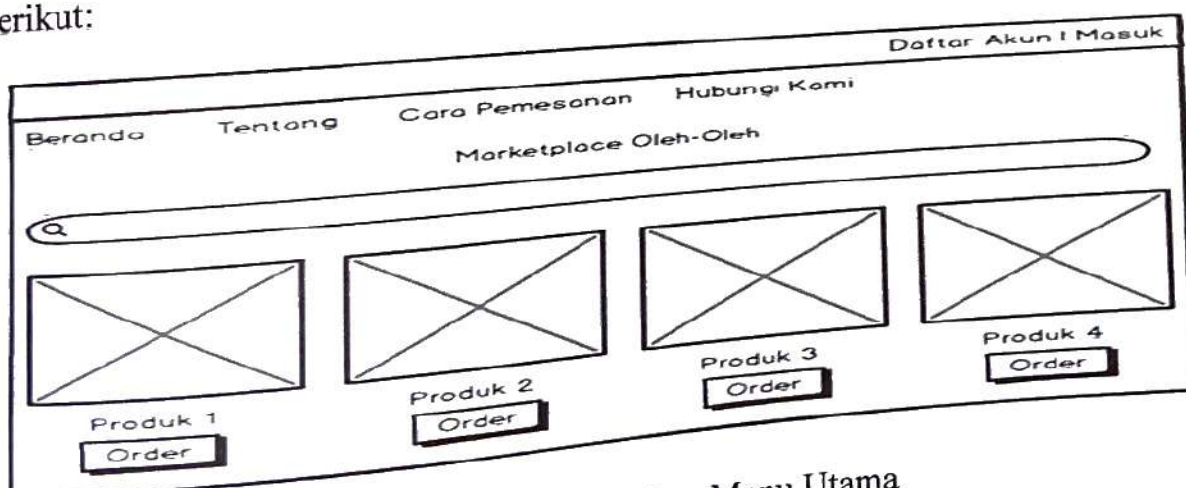 erikut:
Daftar Akun | Masuk
Beranda Tentang Cara Pemesanan Hubungi Kami
Marketplace Oleh-Oleh
Produk 1 Produk 2 Produk 3 Produk 4
Order Order Order Order
Menu Utama